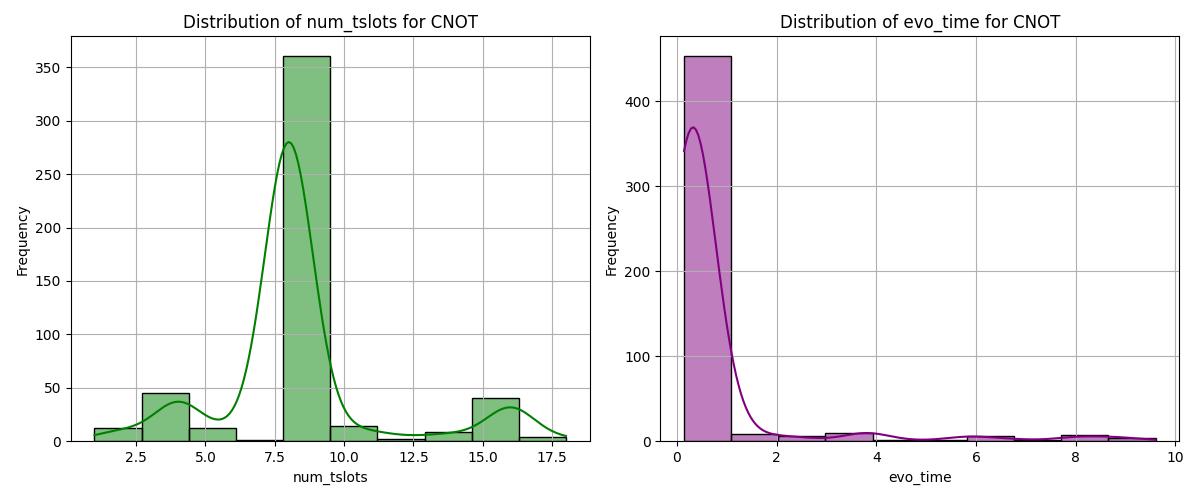 Distribution of num_tslots for CNOT
Frequency
350
300
250
200
150
100
50
0
2.5 5.0 7.5 10.0 12.5 15.0 17.5
num_tslots
Distribution of evo_time for CNOT
Frequency
400
300
200
100
0
0 2 4 6 8 10
evo_time